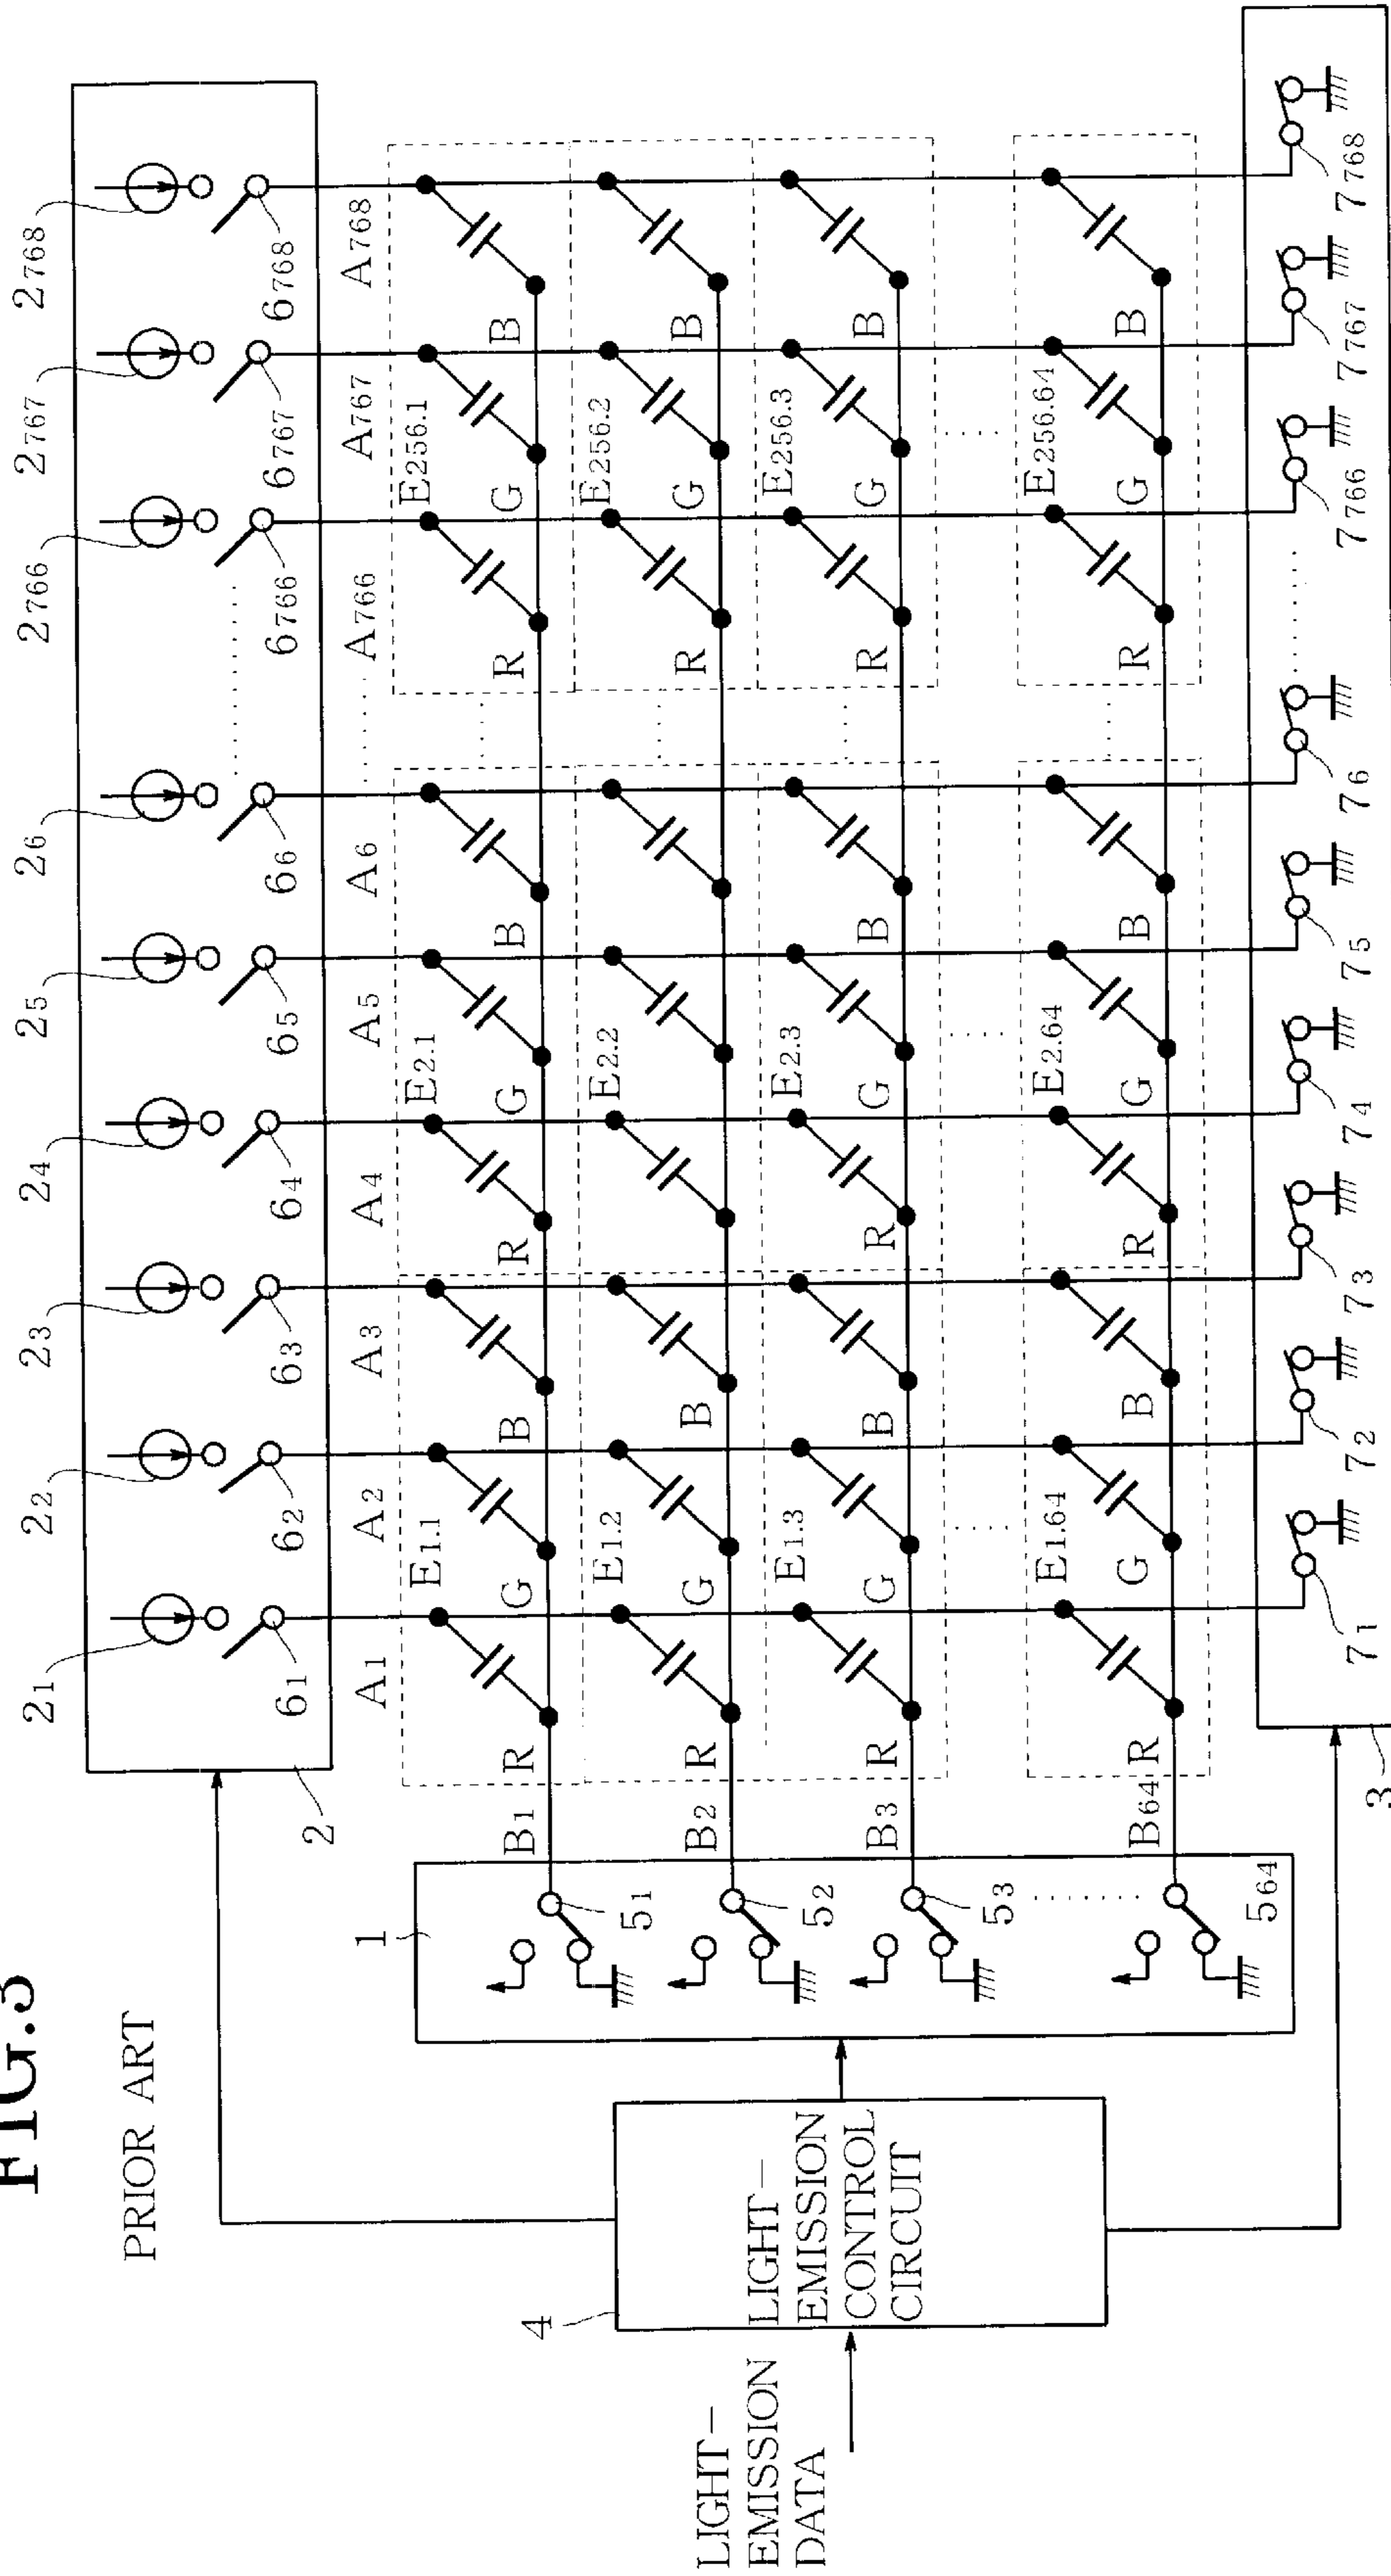 FIG.3
PRIOR ART
21 22 23 24 25 26 2766 2767 2768
61 62 63 64 65 66 ········· 6766 6767 6768
2
A1 A2 A3 A4 A5 A6 ········ A766 A767 A768
1
E1.1 E2.1 E256.1
B1 R G B R G B ····· R G B
51
E1.2 E2.2 E256.2
B2 R G B ····· R G B
52
E1.3 E2.3 E256.3
B3 R G B R G B ····· R G B
53
E1.64 E2.64 E256.64
B64 R G B R G B ····· R G B
564
71 72 73 74 75 76 ········· 7766 7767 7768
3
4
LIGHT-
EMISSION
CONTROL
CIRCUIT
LIGHT-
EMISSION
DATA